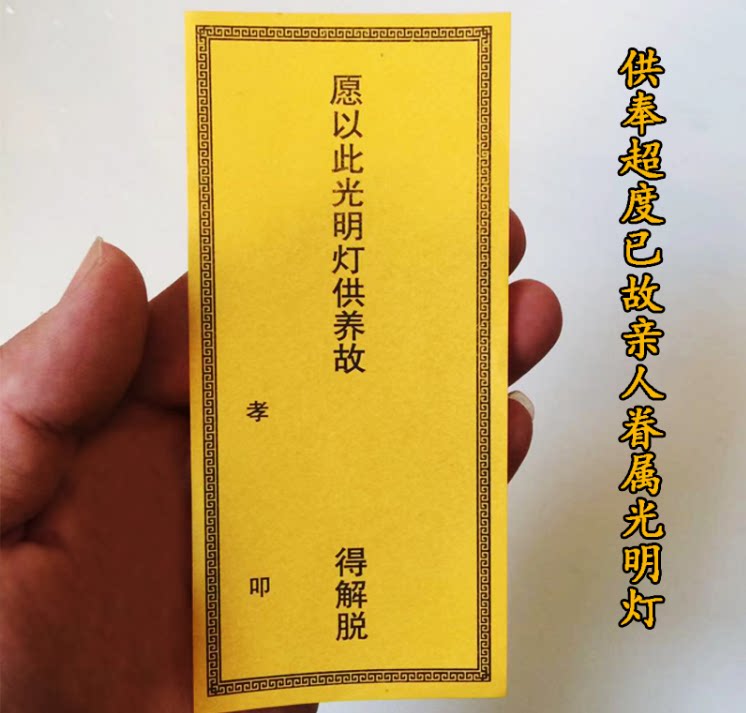 供奉超度已故亲人眷属光明灯
愿以此光明灯供养故 得解脱
孝 叩